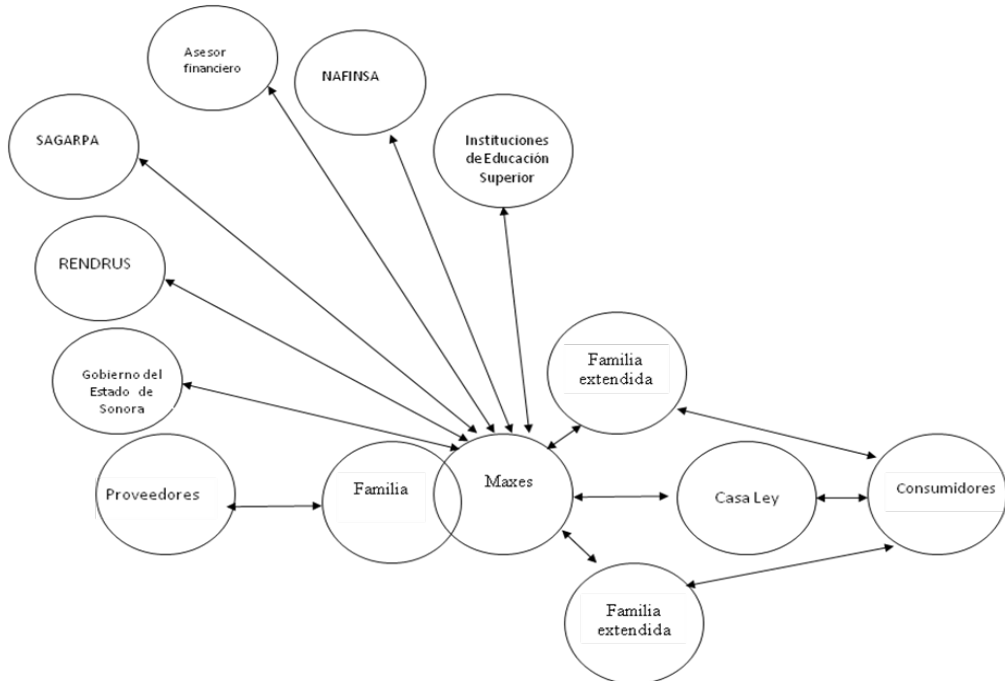 Asesor
financiero
NAFINSA
SAGARPA
Instituciones
de Educación
Superior
RENDRUS
Familia
extendida
Gobierno del
Estado de
Sonora
Proveedores
Familia
Maxes
Casa Ley
Consumidores
Familia
extendida